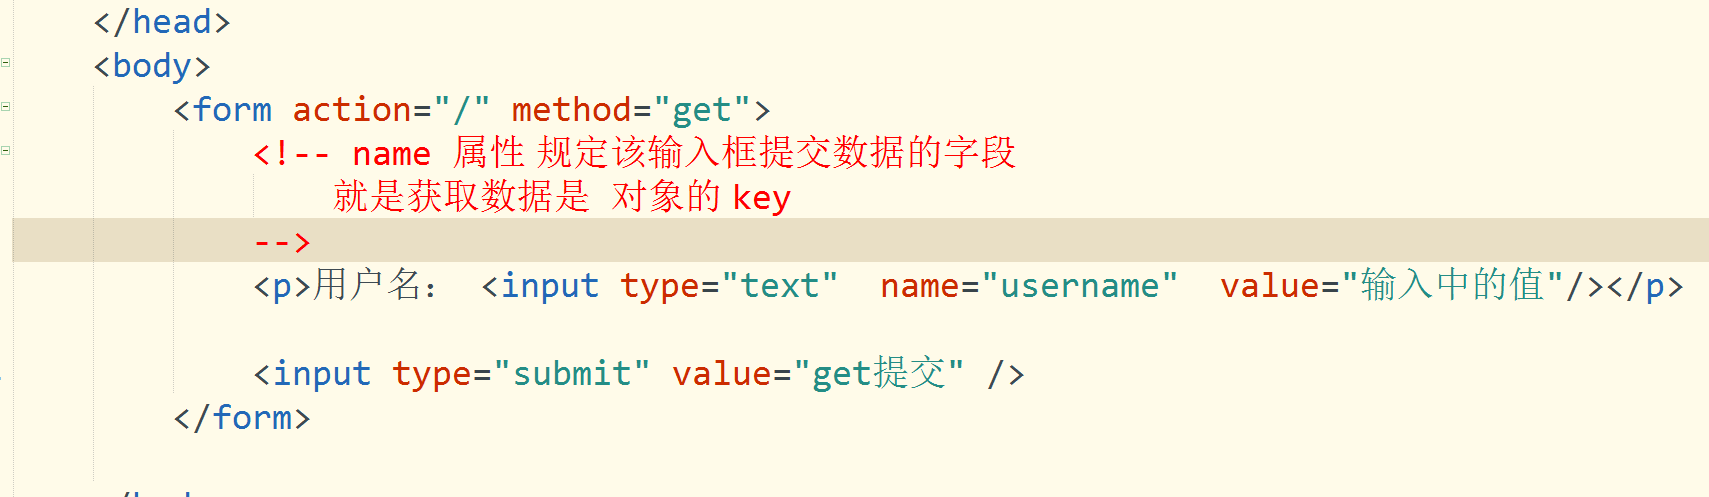 </head>
<body>
<form action="/" method="get">
<!-- name 属性 规定该输入框提交数据的字段
就是获取数据是 对象的 key
-->
<p>用户名： <input type="text" name="username" value="输入中的值"/></p>
<input type="submit" value="get提交" />
</form>